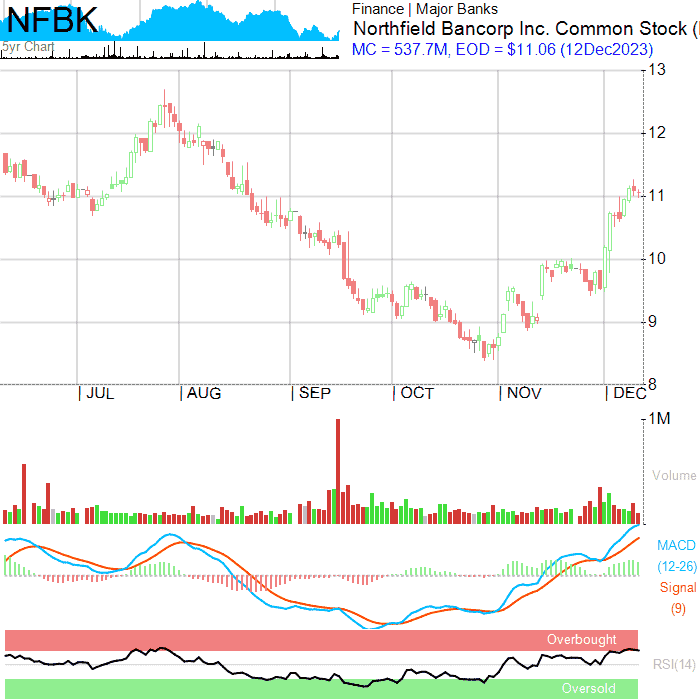 NFBK
5yr Chart
Finance | Major Banks
Northfield Bancorp Inc. Common Stock (
MC = 537.7M, EOD = $11.06 (12Dec2023)
13
12
11
10
9
8
JUL AUG SEP OCT NOV DEC
1M
Volume
MACD
(12-26)
Signal
(9)
Overbought
RSI(14)
Oversold